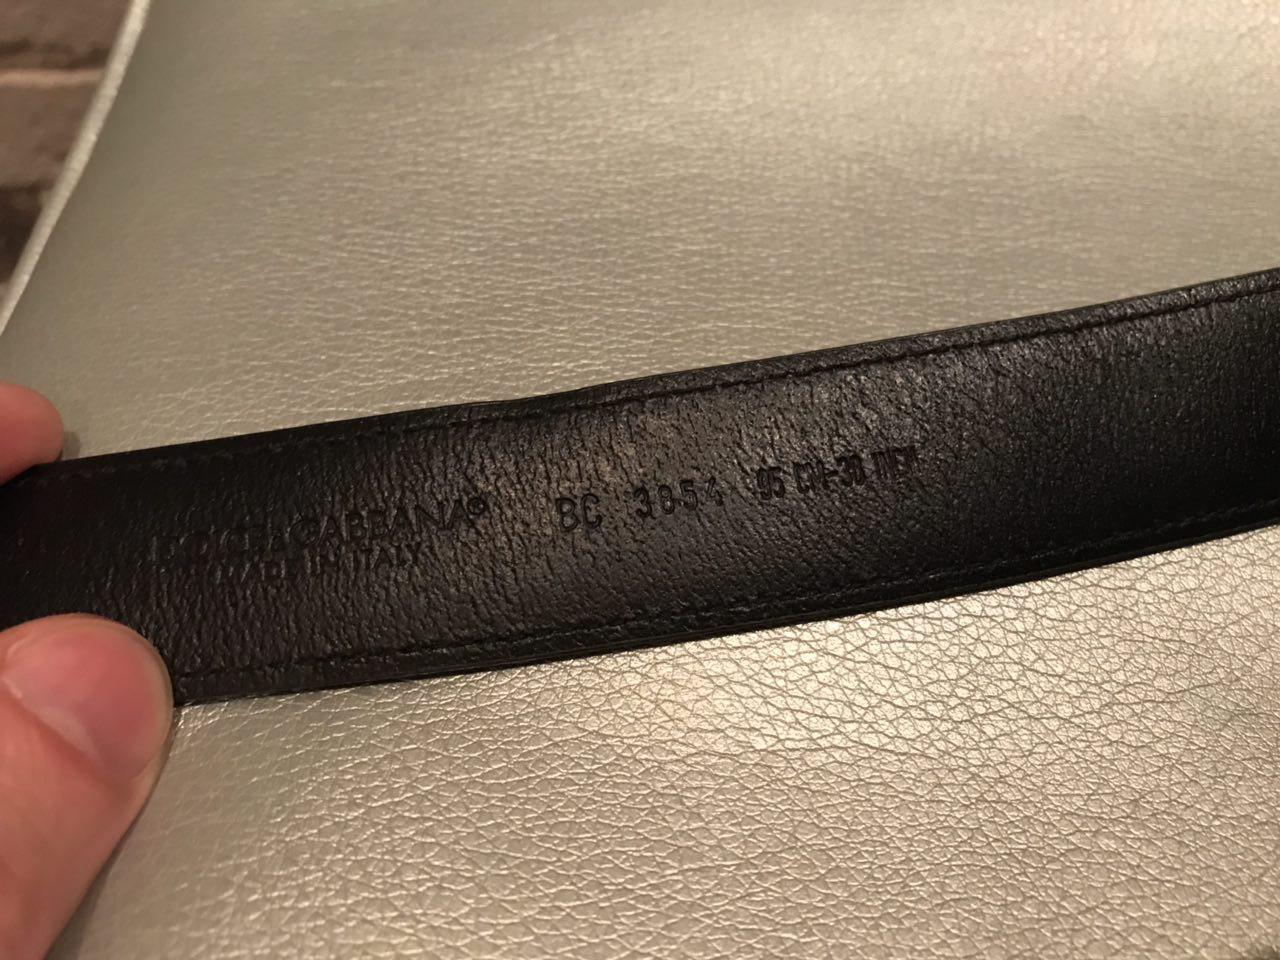 DOLCE & GABBANA® BC 3854 95 CM-38
MADE IN ITALY